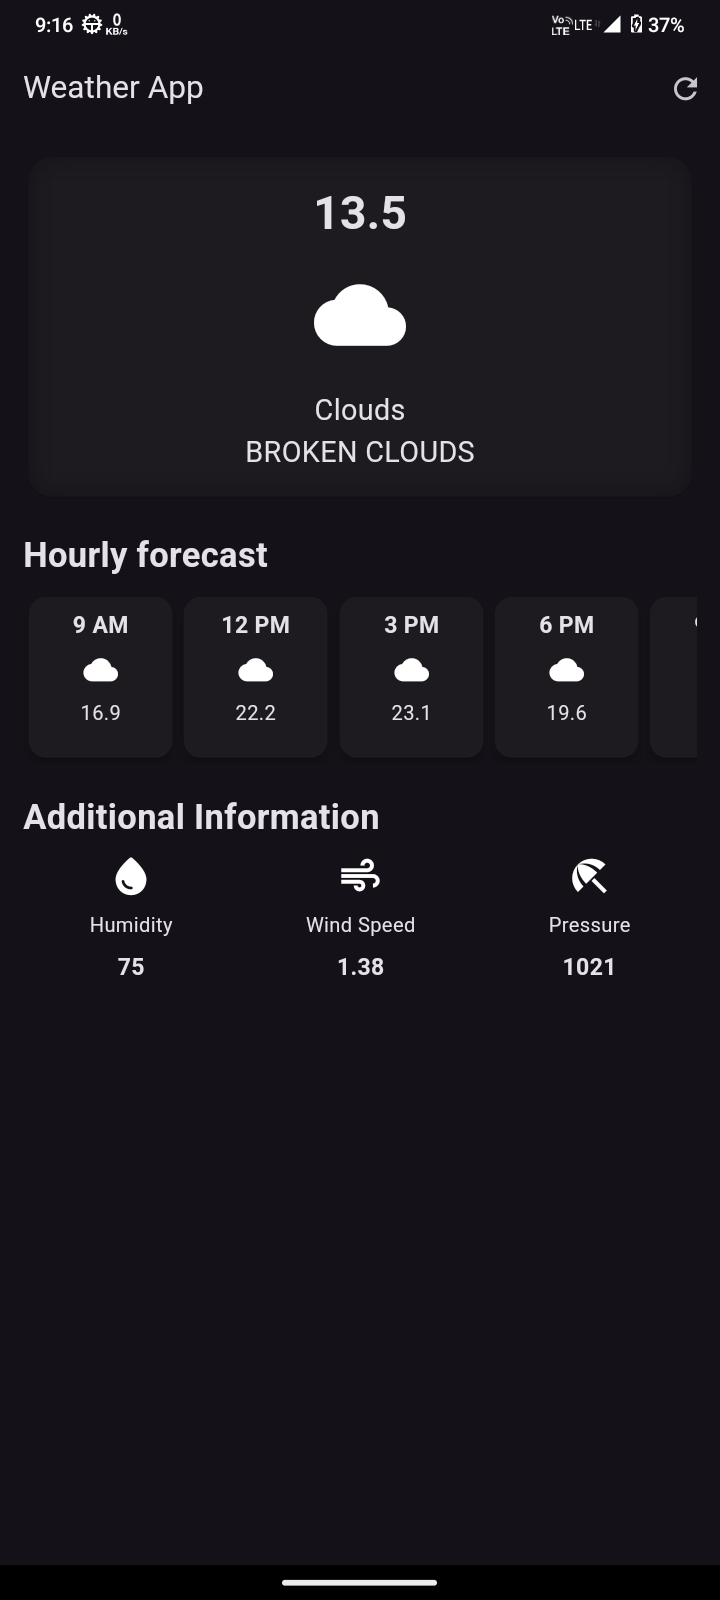 9:16 0 KB/s Vo LTE LTE 37%
Weather App
13.5
Clouds
BROKEN CLOUDS
Hourly forecast
9 AM 12 PM 3 PM 6 PM
16.9 22.2 23.1 19.6
Additional Information
Humidity Wind Speed Pressure
75 1.38 1021